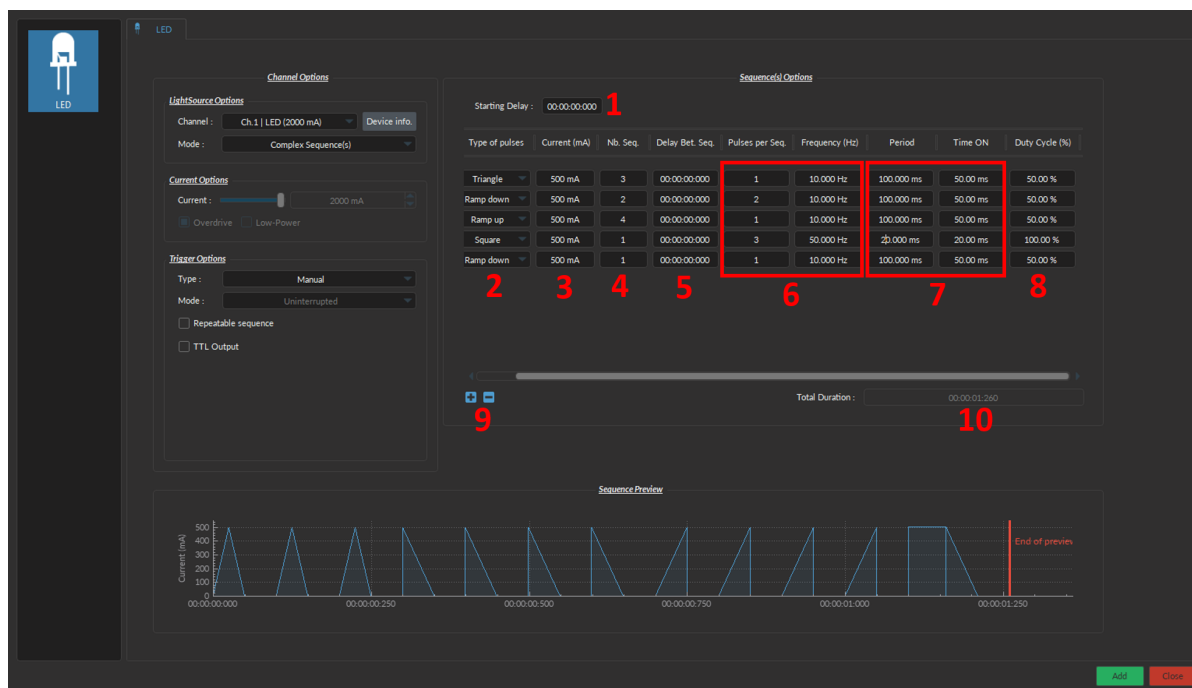 LED
LED
Channel Options
LightSource Options
Channel : Ch.1 | LED (2000 mA) Device info.
Mode : Complex Sequence(s)
Current Options
Current : 2000 mA
Overdrive Low-Power
Trigger Options
Type : Manual
Mode : Uninterrupted
Repeatable sequence
TTL Output
Sequence(s) Options
Starting Delay : 00:00:00:000 1
Type of pulses Current (mA) Nb. Seq. Delay Bet. Seq. Pulses per Seq. Frequency (Hz) Period Time ON Duty Cycle (%)
Triangle 500 mA 3 00:00:00:000 1 10.000 Hz 100.000 ms 50.00 ms 50.00 %
Ramp down 500 mA 2 00:00:00:000 2 10.000 Hz 100.000 ms 50.00 ms 50.00 %
Ramp up 500 mA 4 00:00:00:000 1 10.000 Hz 100.000 ms 50.00 ms 50.00 %
Square 500 mA 1 00:00:00:000 3 50.000 Hz 20.000 ms 20.00 ms 100.00 %
Ramp down 500 mA 1 00:00:00:000 1 10.000 Hz 100.000 ms 50.00 ms 50.00 %
2 3 4 5 6 7 8
Total Duration : 00:00:01:260
9 10
Sequence Preview
Current (mA)
500
400
300
200
100
0
End of preview
00:00:00:000 00:00:00:250 00:00:00:500 00:00:00:750 00:00:01:000 00:00:01:250
Add Close